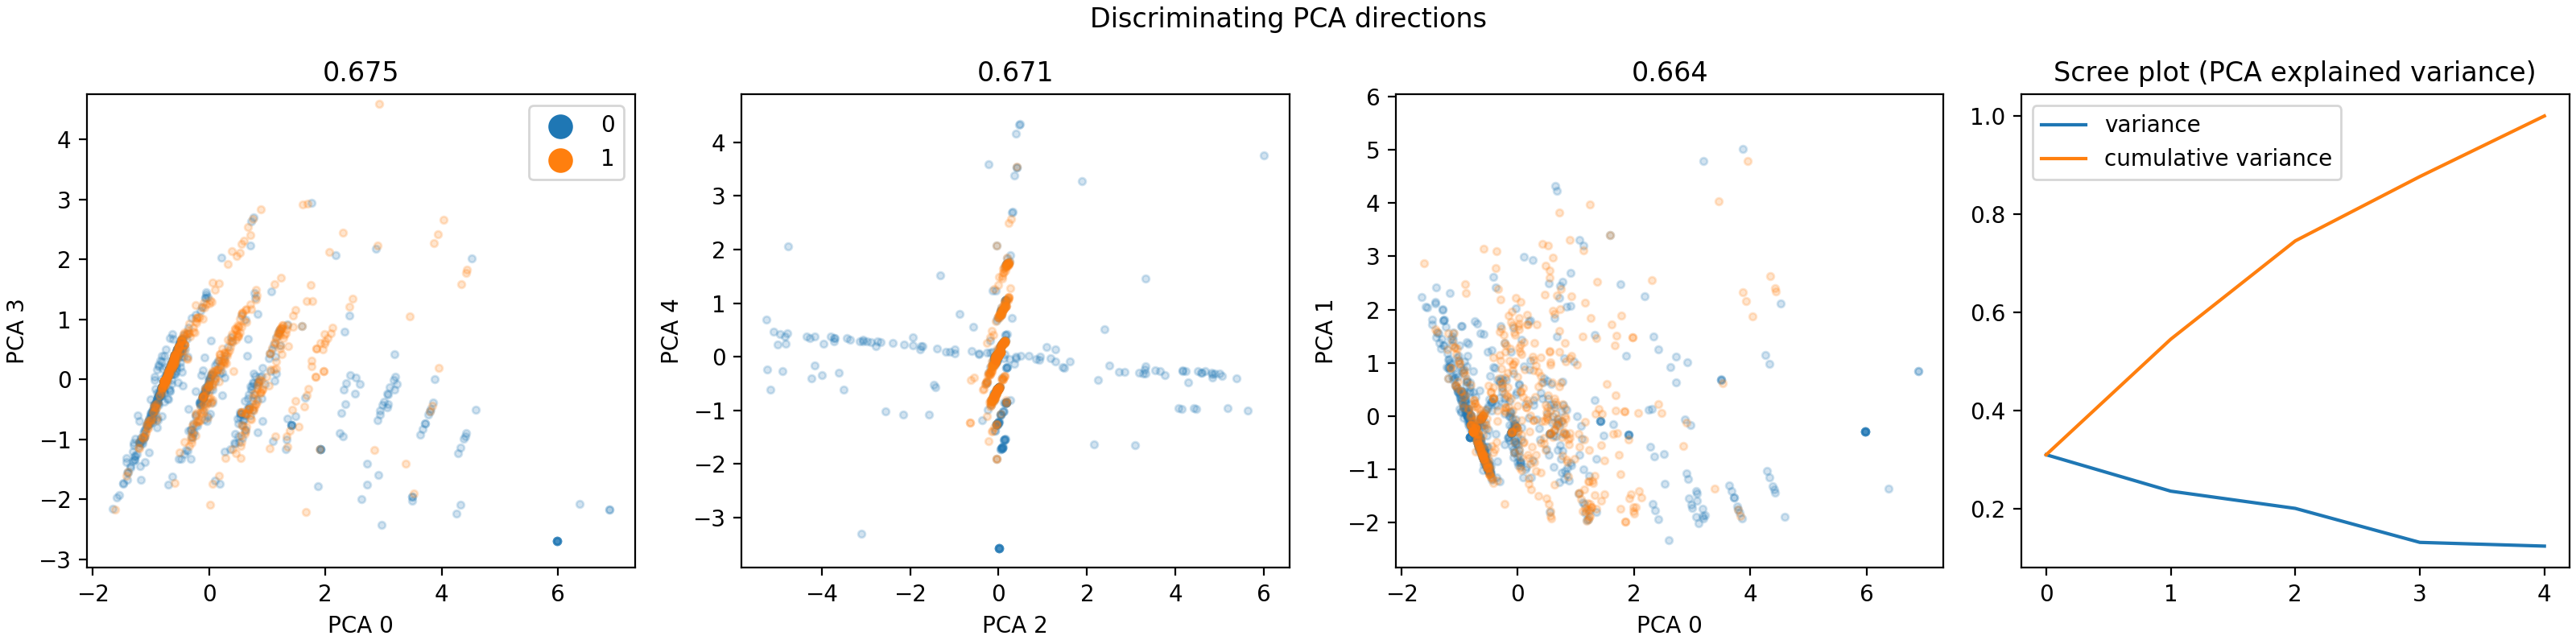 Discriminating PCA directions
0.675
0
1
4
3
2
1
0
−1
−2
−3
PCA 3
−2 0 2 4 6
PCA 0
0.671
4
3
2
1
0
−1
−2
−3
PCA 4
−4 −2 0 2 4 6
PCA 2
0.664
6
5
4
3
2
1
0
−1
−2
PCA 1
−2 0 2 4 6
PCA 0
Scree plot (PCA explained variance)
variance
cumulative variance
1.0
0.8
0.6
0.4
0.2
0 1 2 3 4